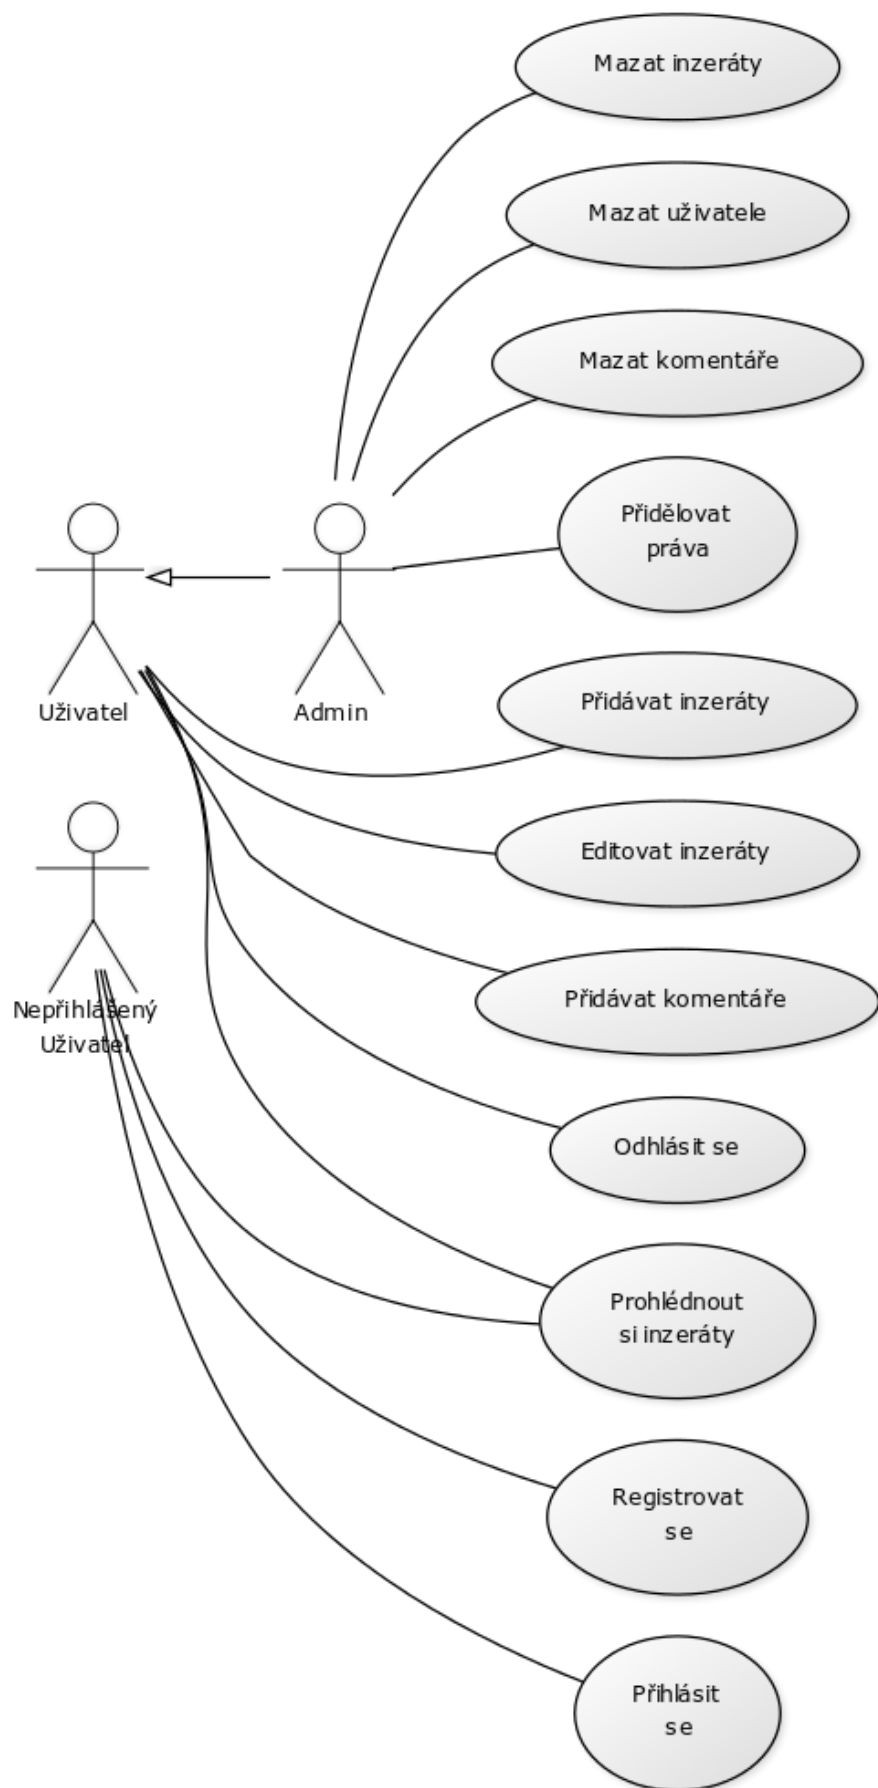 Mazat inzeráty
Mazat uživatele
Mazat komentáře
Přidělovat
práva
Uživatel
Admin
Přidávat inzeráty
Editovat inzeráty
Přidávat komentáře
Nepřihlášený
Uživatel
Odhlásit se
Prohlédnout
si inzeráty
Registrovat
se
Přihlásit
se